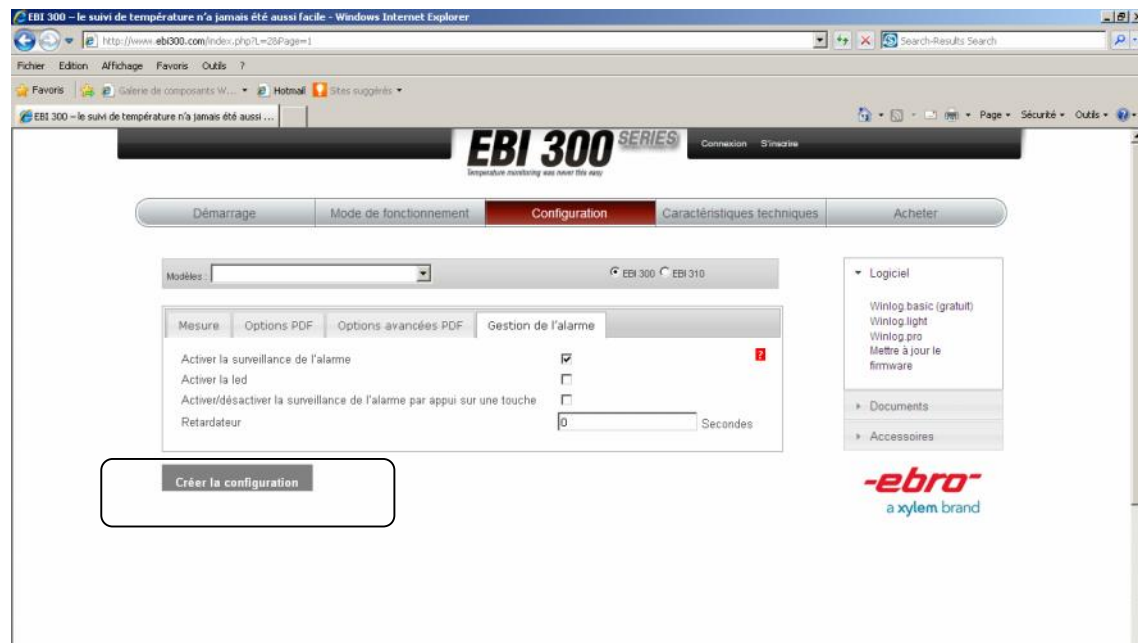 EBI 300 – le suivi de température n'a jamais été aussi facile - Windows Internet Explorer
http://www.ebi300.com/index.php?L=2&Page=1
Search-Results Search
Fichier Edition Affichage Favoris Outils ?
Favoris Galerie de composants W... Hotmail Sites suggérés
EBI 300 – le suivi de température n'a jamais été aussi ...
Page Sécurité Outils
EBI 300 SERIES
Temperature monitoring was never this easy
Connexion S'inscrire
Démarrage Mode de fonctionnement Configuration Caractéristiques techniques Acheter
Modèles : EBI 300 EBI 310
Mesure Options PDF Options avancées PDF Gestion de l'alarme
Activer la surveillance de l'alarme ?
Activer la led
Activer/désactiver la surveillance de l'alarme par appui sur une touche
Retardateur 0 Secondes
Créer la configuration
Logiciel
Winlog.basic (gratuit)
Winlog.light
Winlog.pro
Mettre à jour le
firmware
Documents
Accessoires
-ebro-
a xylem brand